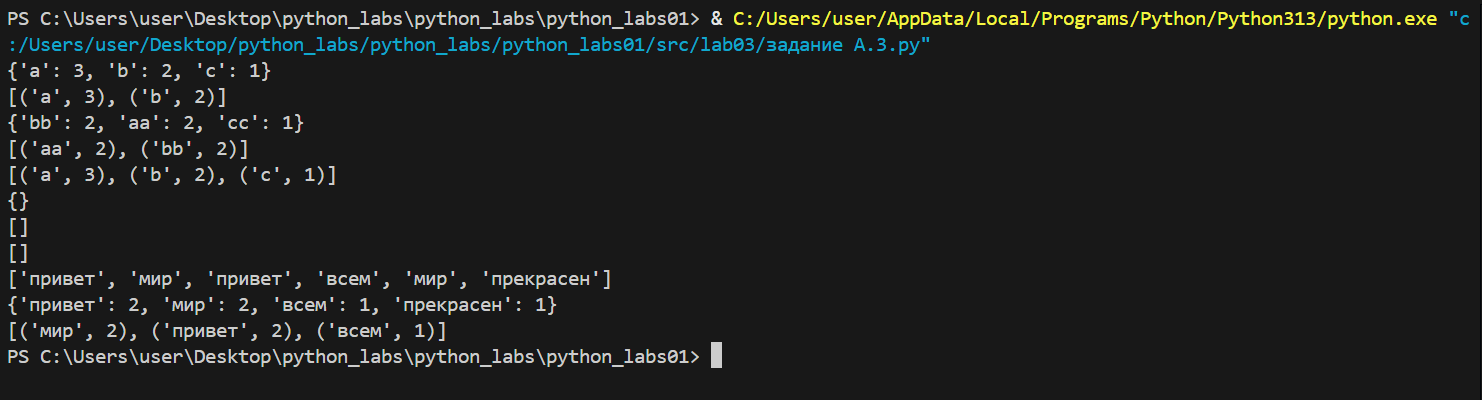 PS C:\Users\user\Desktop\python_labs\python_labs\python_labs01> & C:/Users/user/AppData/Local/Programs/Python/Python313/python.exe "c
:/Users/user/Desktop/python_labs/python_labs/python_labs01/src/lab03/задание A.3.py"
{'a': 3, 'b': 2, 'c': 1}
[('a', 3), ('b', 2)]
{'bb': 2, 'aa': 2, 'cc': 1}
[('aa', 2), ('bb', 2)]
[('a', 3), ('b', 2), ('c', 1)]
{}
[]
[]
['привет', 'мир', 'привет', 'всем', 'мир', 'прекрасен']
{'привет': 2, 'мир': 2, 'всем': 1, 'прекрасен': 1}
[('мир', 2), ('привет', 2), ('всем', 1)]
PS C:\Users\user\Desktop\python_labs\python_labs\python_labs01>